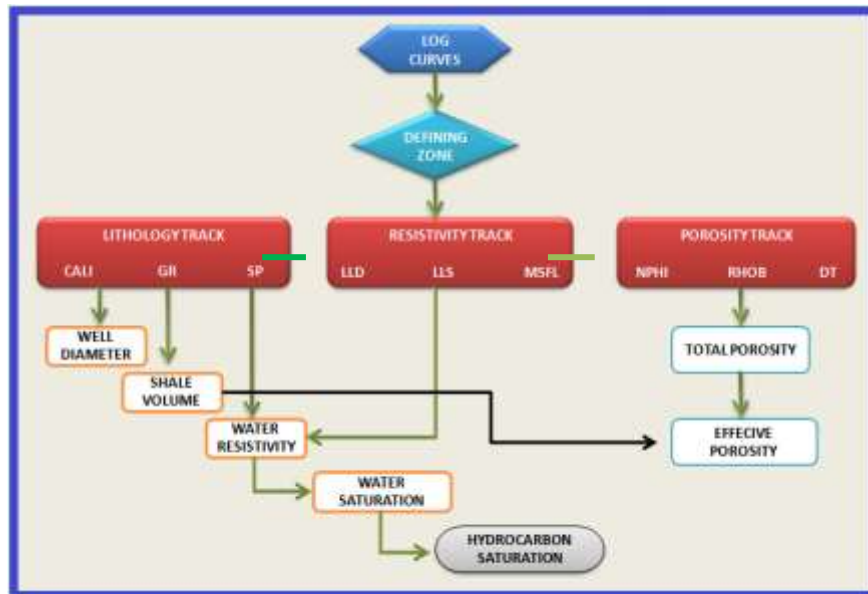 LOG
CURVES
DEFINING
ZONE
LITHOLOGY TRACK
CALI GR SP
RESISTIVITY TRACK
LLD LLS MSFL
POROSITY TRACK
NPHI RHOB DT
WELL
DIAMETER
TOTAL POROSITY
SHALE
VOLUME
WATER
RESISTIVITY
EFFECIVE
POROSITY
WATER
SATURATION
HYDROCARBON
SATURATION